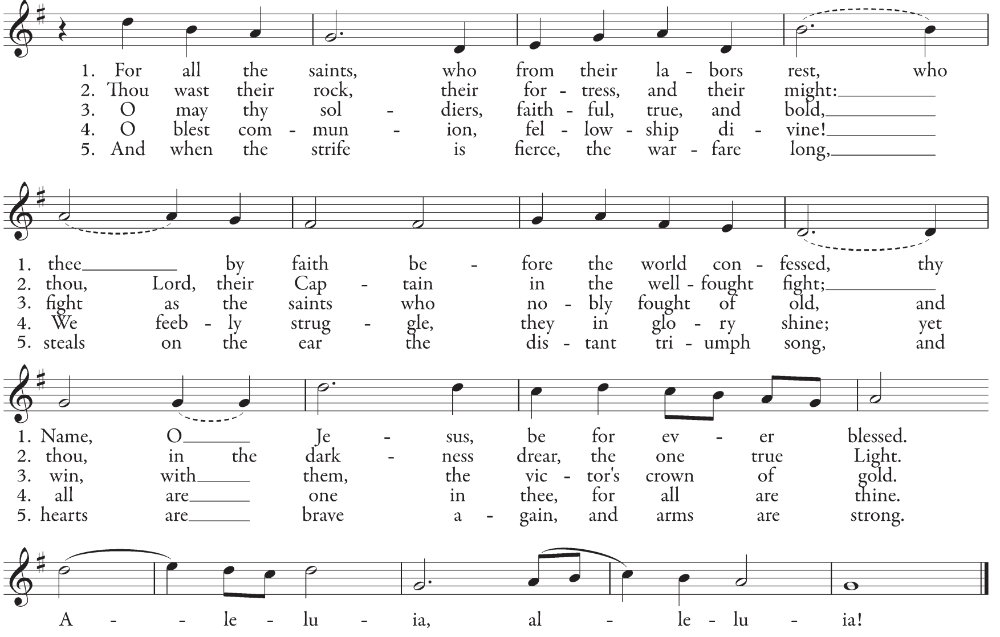 1. For all the saints, who from their la - bors rest, who
2. Thou wast their rock, their for - tress, and their might:
3. O may thy sol - diers, faith - ful, true, and bold,
4. O blest com - mun - ion, fel - low - ship di - vine!
5. And when the strife is fierce, the war - fare long,
1. thee by faith be - fore the world con - fessed, thy
2. thou, Lord, their Cap - tain in the well - fought fight;
3. fight as the saints who no - bly fought of old, and
4. We feeb - ly strug - gle, they in glo - ry shine; yet
5. steals on the ear the dis - tant tri - umph song, and
1. Name, O Je - sus, be for ev - er blessed.
2. thou, in the dark - ness drear, the one true Light.
3. win, with them, the vic - tor's crown of gold.
4. all are one in thee, for all are thine.
5. hearts are brave a - gain, and arms are strong.
A - - le - lu - ia, al - le - lu - ia!